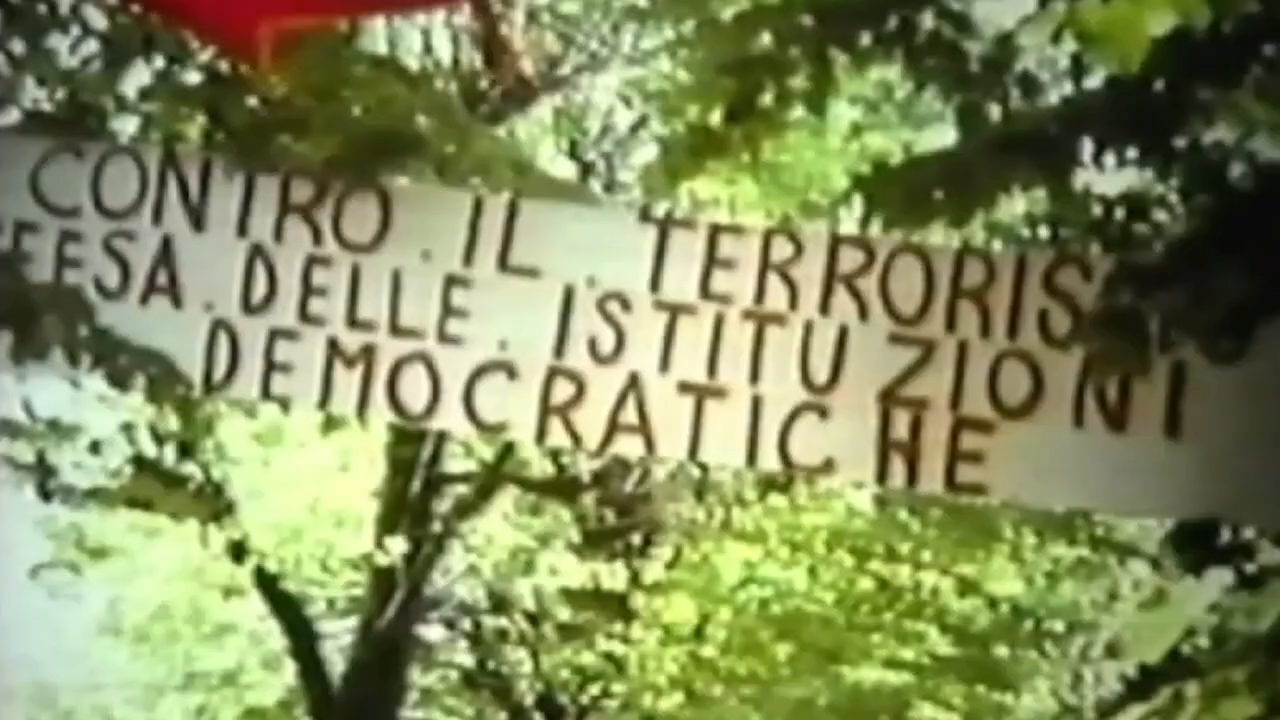 CONTRO . IL . TERRORIS
FESA . DELLE . ISTITUZIONI
DEMOCRATICHE